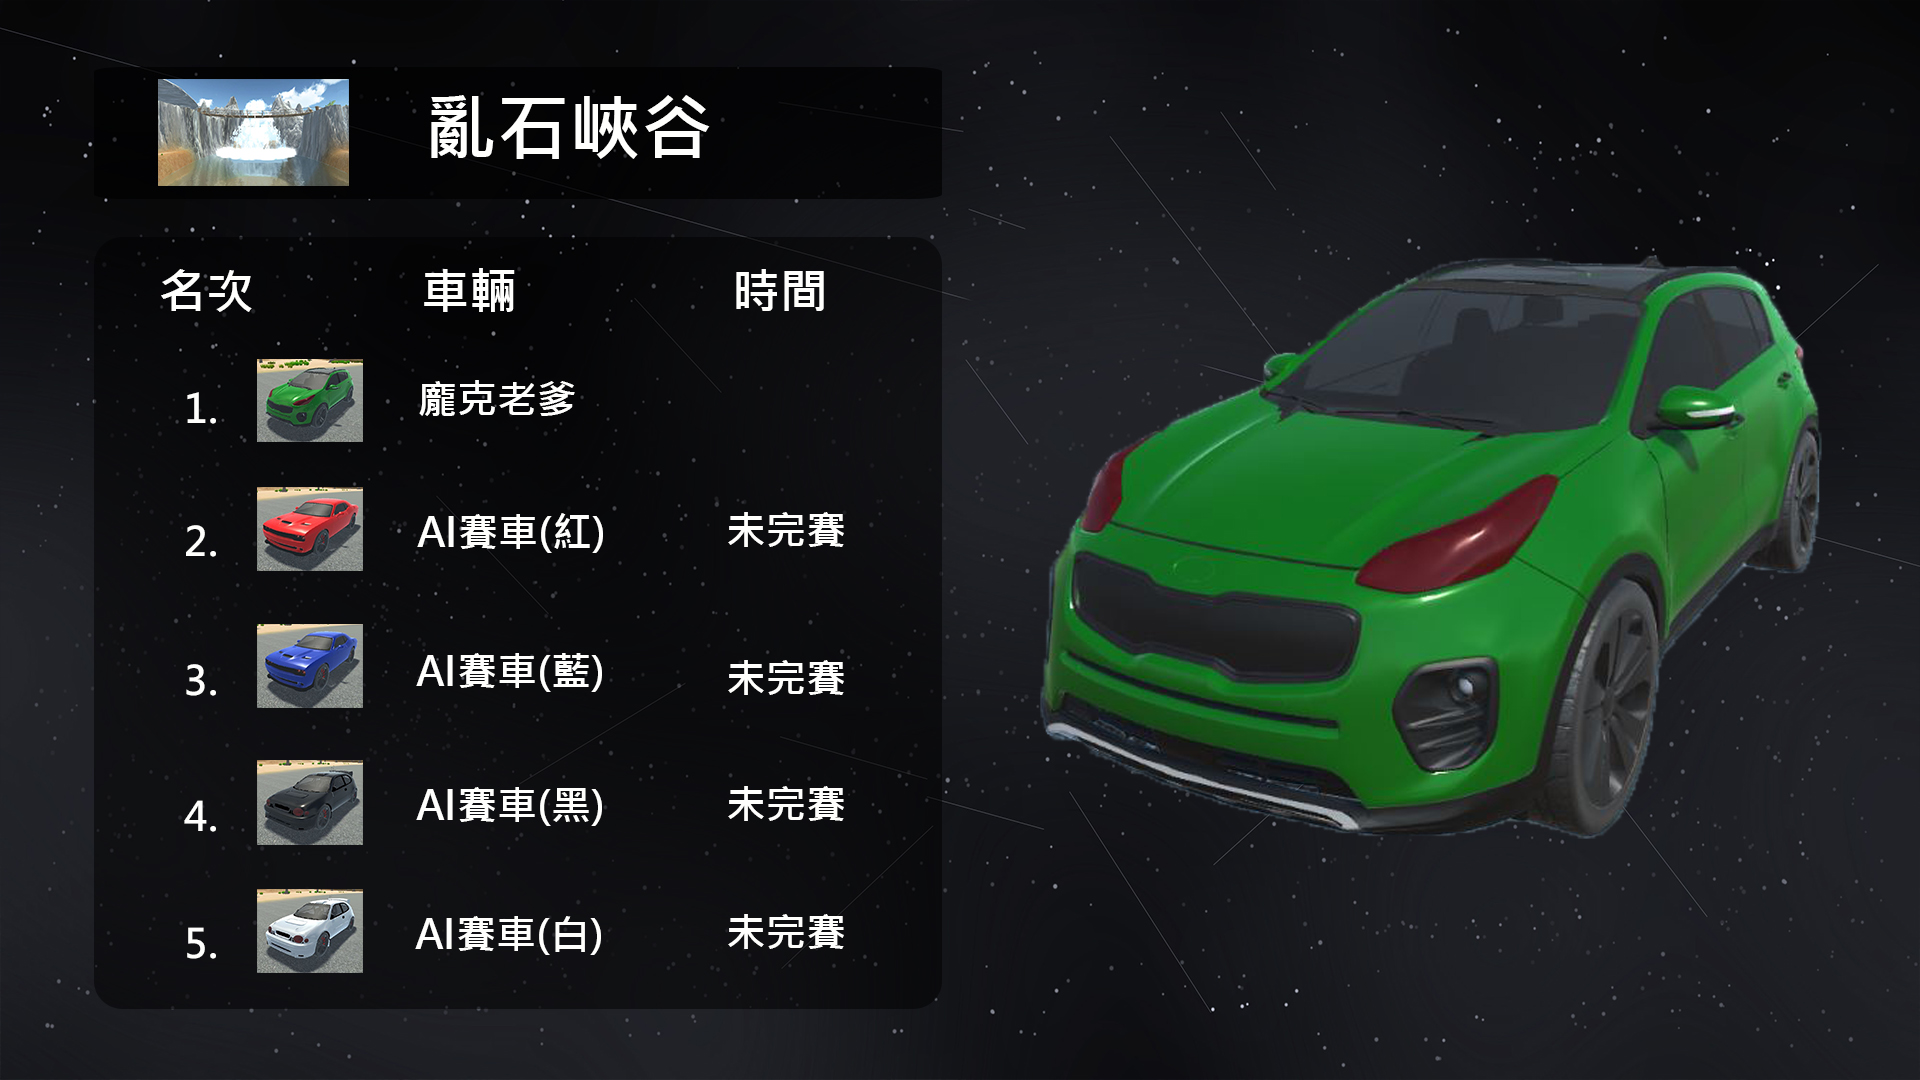 亂石峽谷
名次 車輛 時間
1. 龐克老爹
2. AI賽車(紅) 未完賽
3. AI賽車(藍) 未完賽
4. AI賽車(黑) 未完賽
5. AI賽車(白) 未完賽